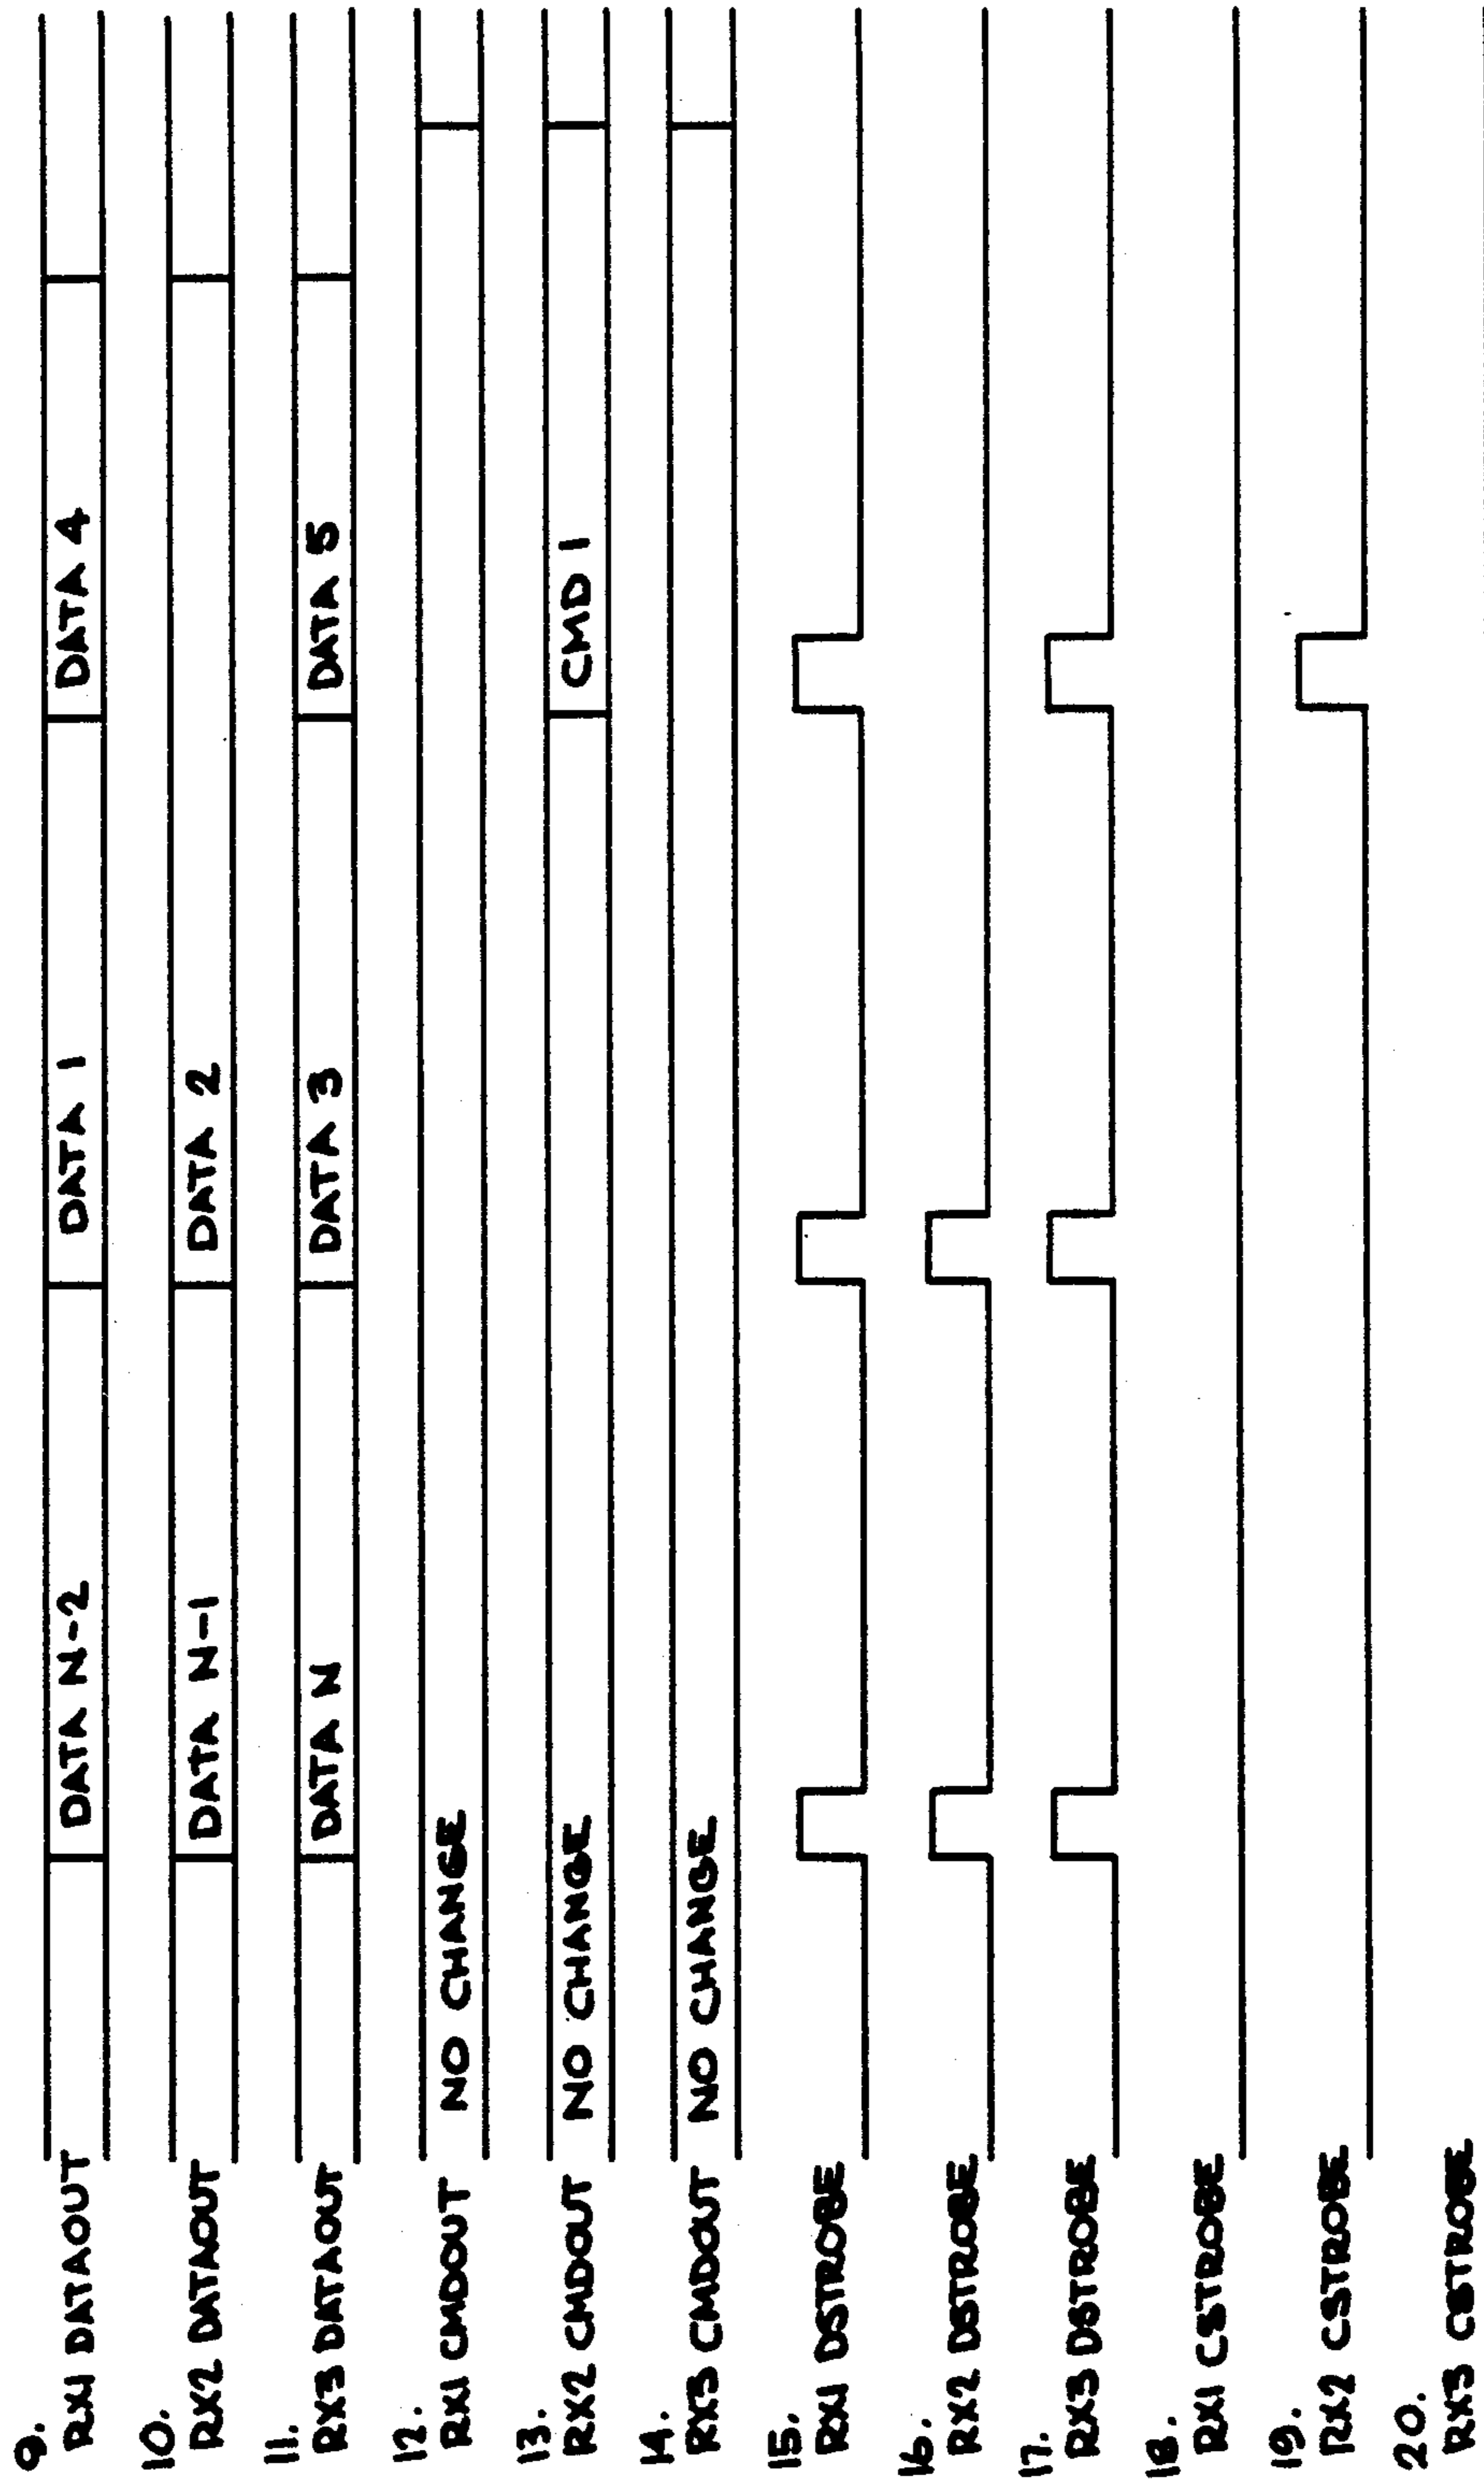 9.
RX1 DATAOUT
DATA N-2
DATA 1
DATA 4
10.
RX2 DATAOUT
DATA N-1
DATA 2
11.
RX3 DATAOUT
DATA N
DATA 3
DATA 5
12.
RX1 CMDOUT
NO CHANGE
13.
RX2 CMDOUT
NO CHANGE
CMD 1
14.
RX3 CMDOUT
NO CHANGE
15.
RX1 DSTROBE
16.
RX2 DSTROBE
17.
RX3 DSTROBE
18.
RX1 CSTROBE
19.
RX2 CSTROBE
20.
RX3 CSTROBE